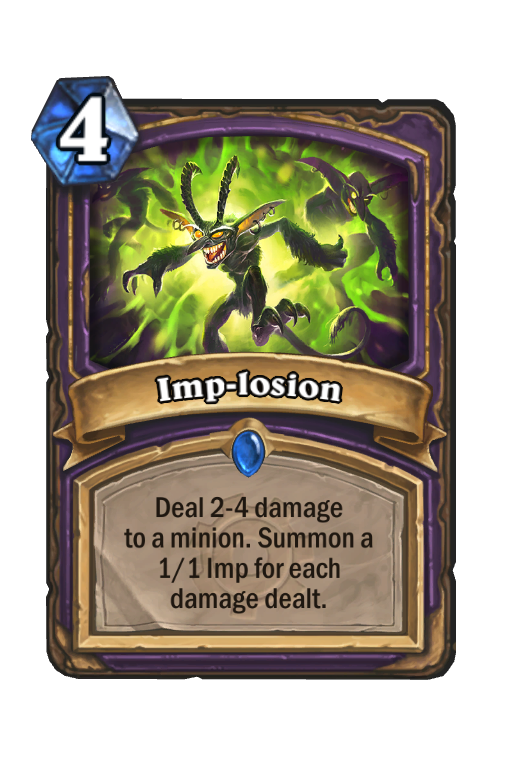 4
Imp-losion
Deal 2-4 damage
to a minion. Summon a
1/1 Imp for each
damage dealt.